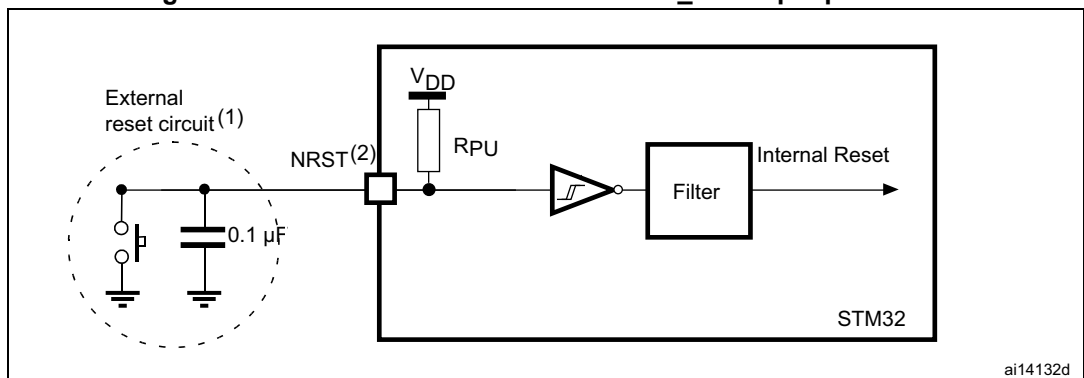 External
reset circuit(1)
VDD
NRST(2)
RPU
0.1 µF
Filter
Internal Reset
STM32
ai14132d